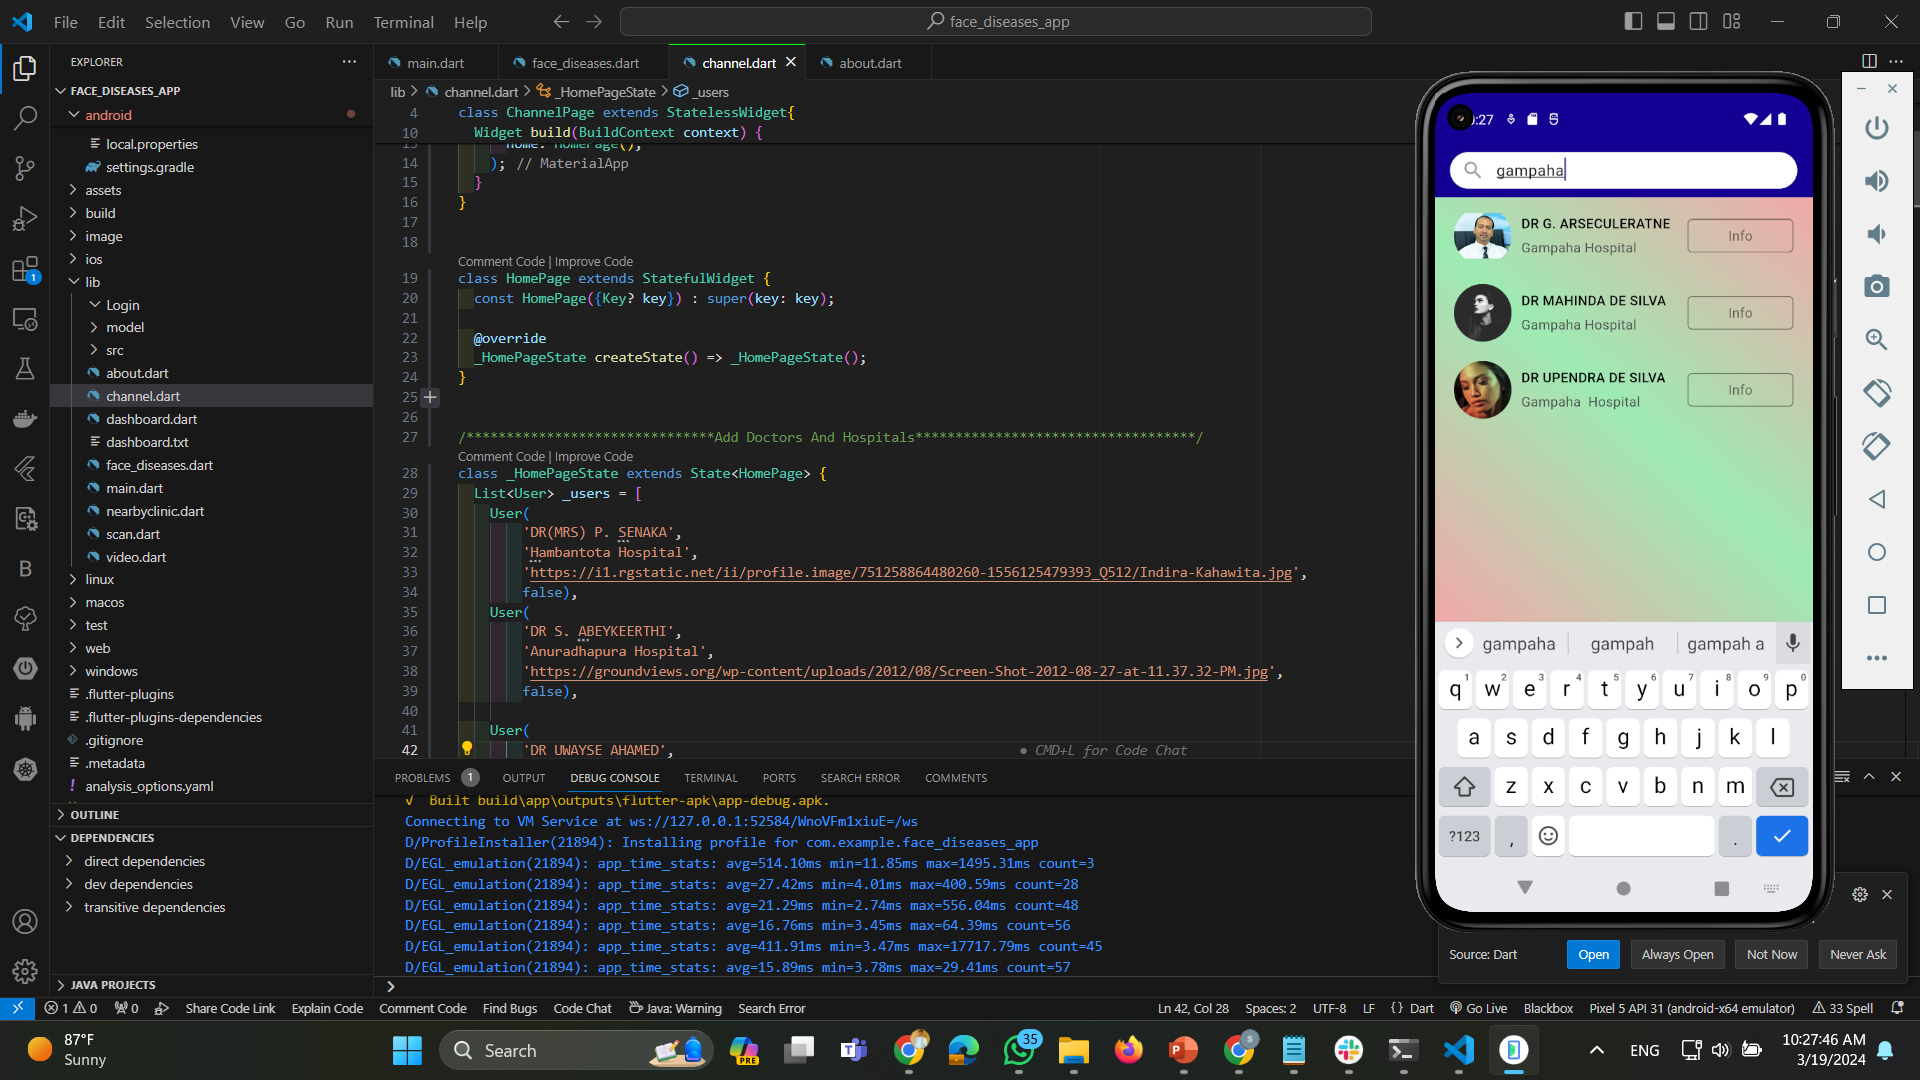 File Edit Selection View Go Run Terminal Help
face_diseases_app
EXPLORER
FACE_DISEASES_APP
android
local.properties
settings.gradle
assets
build
image
ios
lib
Login
model
src
about.dart
channel.dart
dashboard.dart
dashboard.txt
face_diseases.dart
main.dart
nearbyclinic.dart
scan.dart
video.dart
linux
macos
test
web
windows
.flutter-plugins
.flutter-plugins-dependencies
.gitignore
.metadata
analysis_options.yaml
OUTLINE
DEPENDENCIES
direct dependencies
dev dependencies
transitive dependencies
JAVA PROJECTS
main.dart face_diseases.dart channel.dart about.dart
lib > channel.dart > _HomePageState > _users
4 class ChannelPage extends StatelessWidget{
10 Widget build(BuildContext context) {
13 home: HomePage(),
14 ); // MaterialApp
15 }
16 }
17
18
Comment Code | Improve Code
19 class HomePage extends StatefulWidget {
20 const HomePage({Key? key}) : super(key: key);
21
22 @override
23 _HomePageState createState() => _HomePageState();
24 }
25
26
27 /*******************************Add Doctors And Hospitals***********************************/
Comment Code | Improve Code
28 class _HomePageState extends State<HomePage> {
29 List<User> _users = [
30 User(
31 'DR(MRS) P. SENAKA',
32 'Hambantota Hospital',
33 'https://i1.rgstatic.net/ii/profile.image/751258864480260-1556125479393_Q512/Indira-Kahawita.jpg',
34 false),
35 User(
36 'DR S. ABEYKEERTHI',
37 'Anuradhapura Hospital',
38 'https://groundviews.org/wp-content/uploads/2012/08/Screen-Shot-2012-08-27-at-11.37.32-PM.jpg',
39 false),
40
41 User(
42 'DR UWAYSE AHAMED', CMD+L for Code Chat
PROBLEMS 1 OUTPUT DEBUG CONSOLE TERMINAL PORTS SEARCH ERROR COMMENTS
√ Built build\app\outputs\flutter-apk\app-debug.apk.
Connecting to VM Service at ws://127.0.0.1:52584/WnoVFm1xiuE=/ws
D/ProfileInstaller(21894): Installing profile for com.example.face_diseases_app
D/EGL_emulation(21894): app_time_stats: avg=514.10ms min=11.85ms max=1495.31ms count=3
D/EGL_emulation(21894): app_time_stats: avg=27.42ms min=4.01ms max=400.59ms count=28
D/EGL_emulation(21894): app_time_stats: avg=21.29ms min=2.74ms max=556.04ms count=48
D/EGL_emulation(21894): app_time_stats: avg=16.76ms min=3.45ms max=64.39ms count=56
D/EGL_emulation(21894): app_time_stats: avg=411.91ms min=3.47ms max=17717.79ms count=45
D/EGL_emulation(21894): app_time_stats: avg=15.89ms min=3.78ms max=29.41ms count=57
:27
gampaha
DR G. ARSECULERATNE
Gampaha Hospital
Info
DR MAHINDA DE SILVA
Gampaha Hospital
Info
DR UPENDRA DE SILVA
Gampaha Hospital
Info
gampaha gampah gampah a
q1 w2 e3 r4 t5 y6 u7 i8 o9 p0
a s d f g h j k l
z x c v b n m
?123 , .
Source: Dart Open Always Open Not Now Never Ask
1 0 0 Share Code Link Explain Code Comment Code Find Bugs Code Chat Java: Warning Search Error Ln 42, Col 28 Spaces: 2 UTF-8 LF {} Dart Go Live Blackbox Pixel 5 API 31 (android-x64 emulator) 33 Spell
87°F
Sunny
Search
PRE
35
ENG
10:27:46 AM
3/19/2024